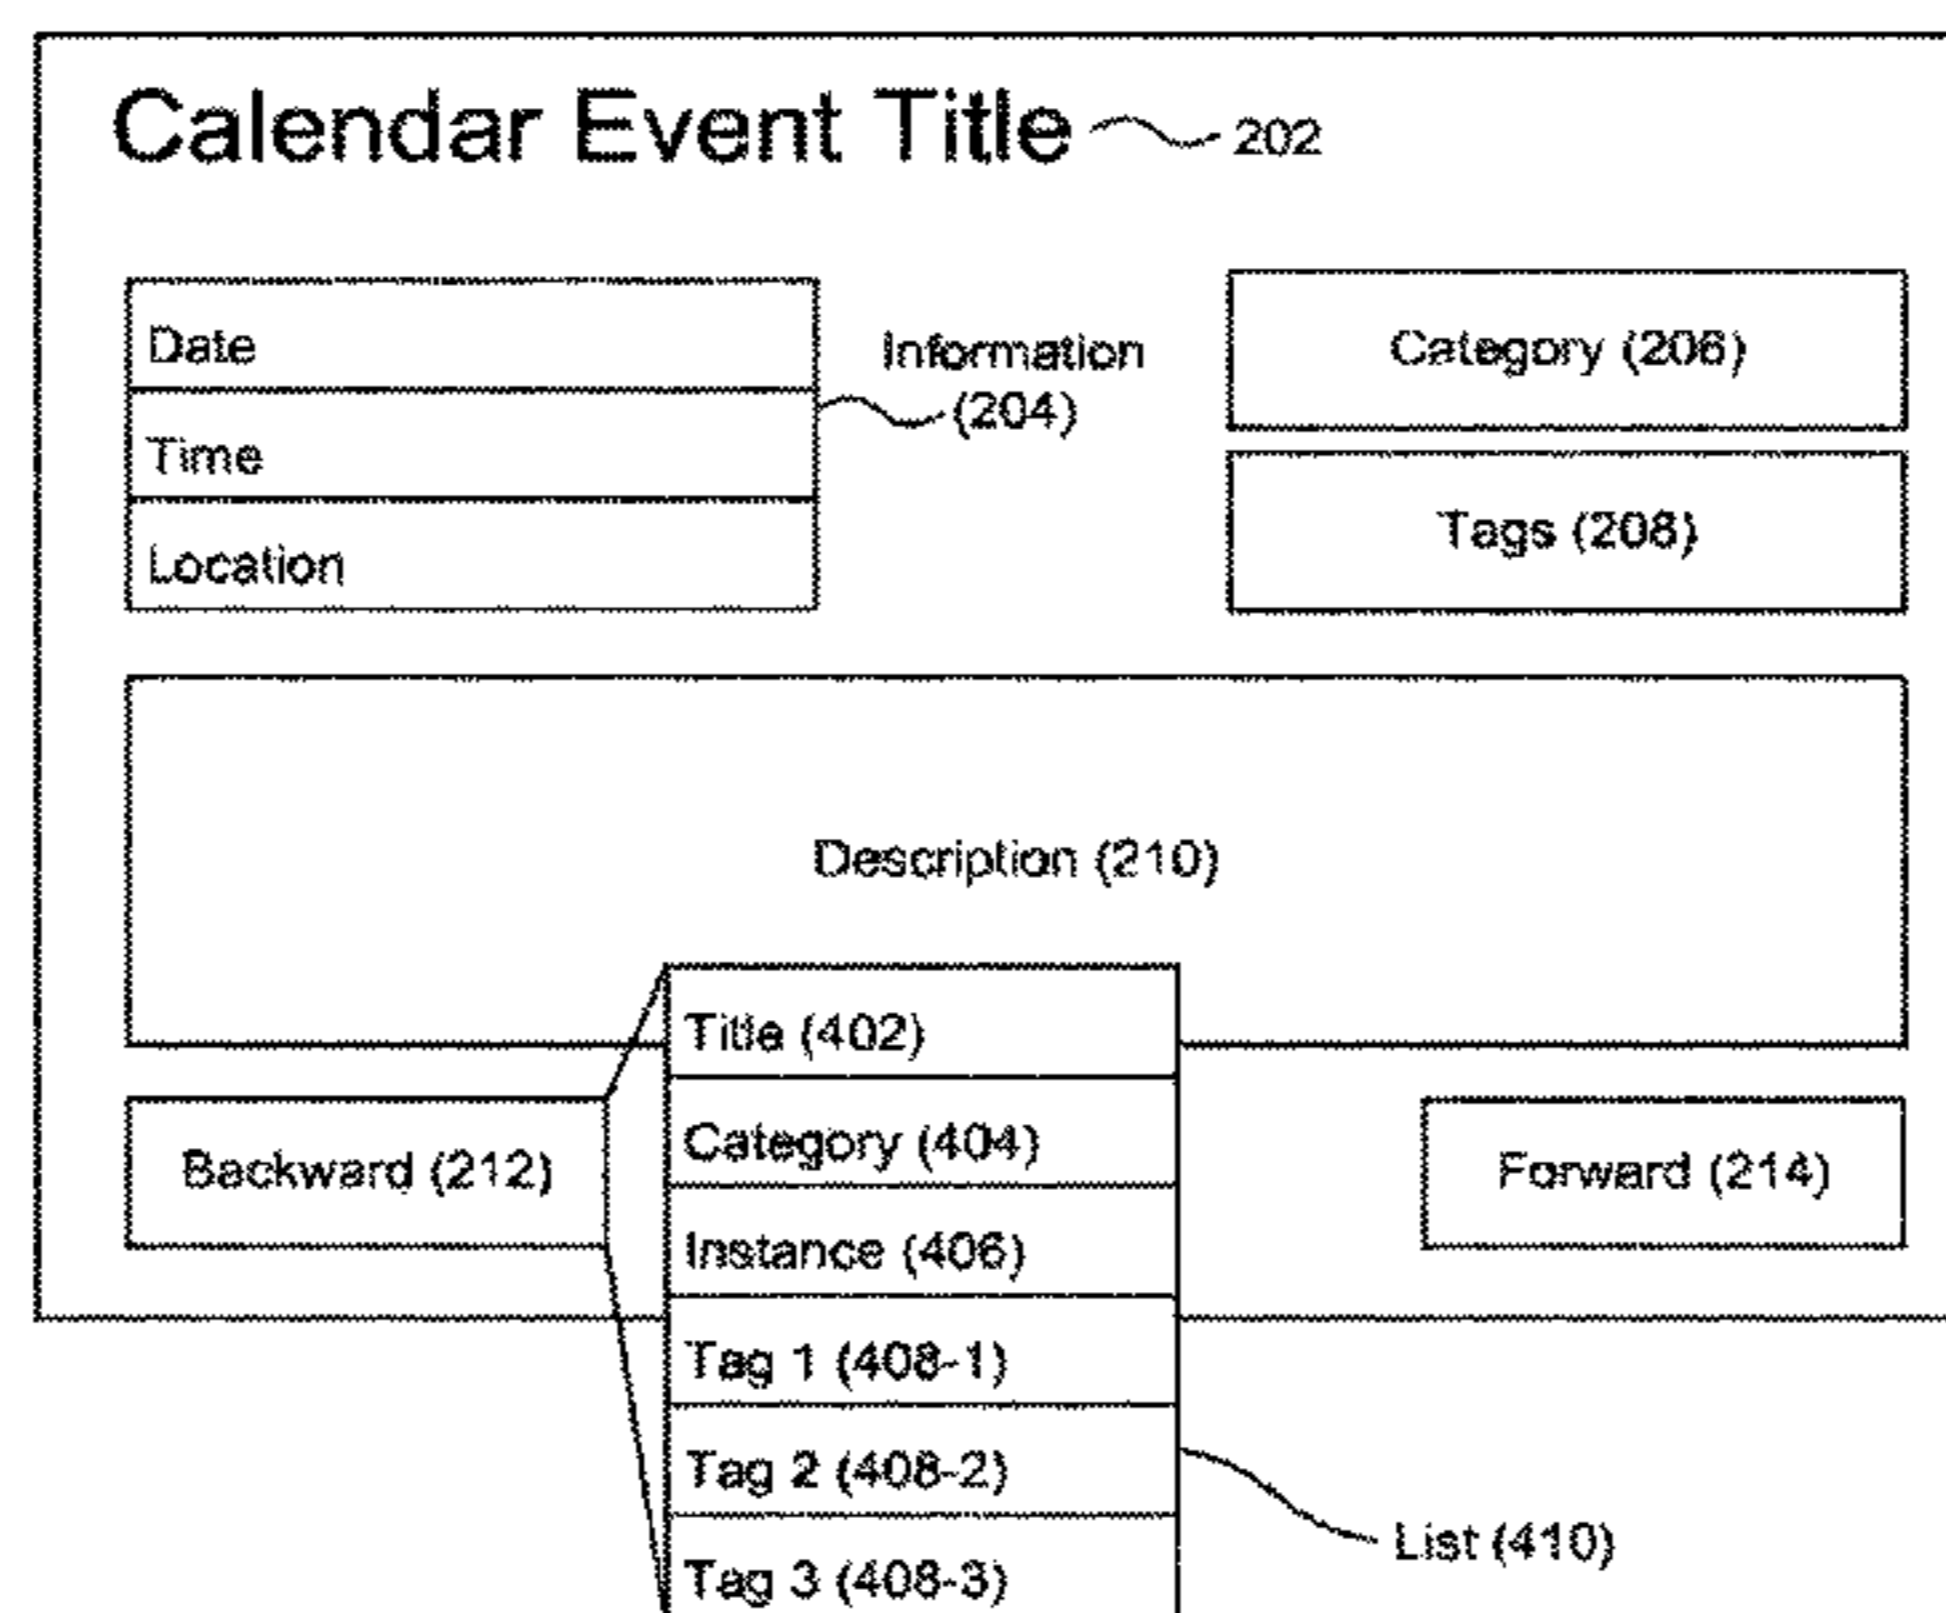 Calendar Event Title 202
Date
Information
(204)
Time
Location
Category (206)
Tags (208)
Description (210)
Title (402)
Category (404)
Instance (406)
Tag 1 (408-1)
Tag 2 (408-2)
Tag 3 (408-3)
Backward (212)
Forward (214)
List (410)